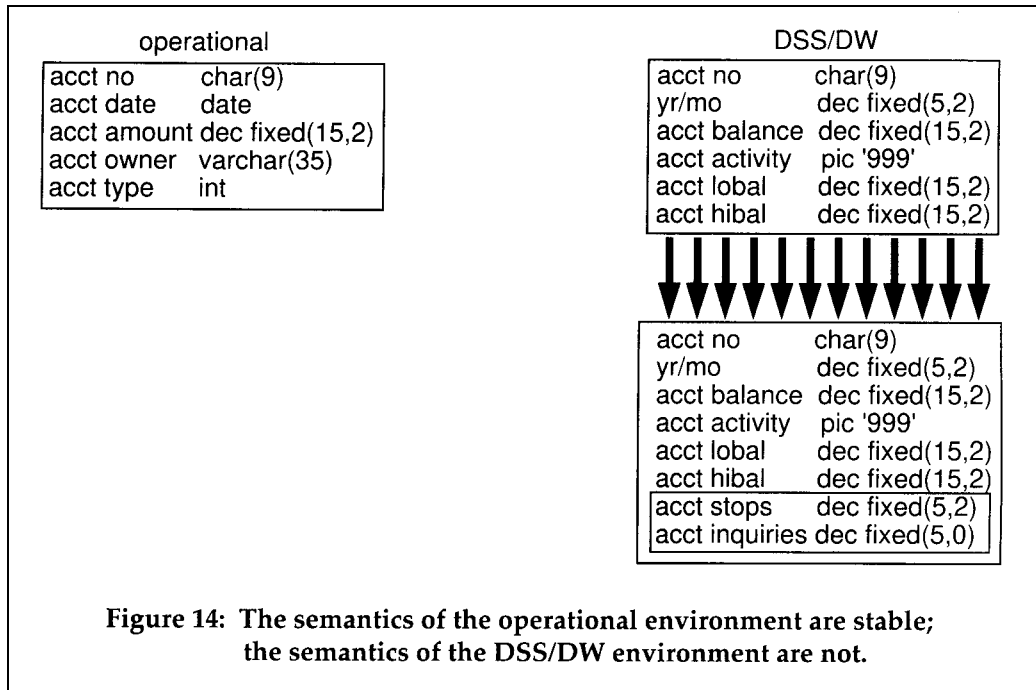 operational
acct no char(9)
acct date date
acct amount dec fixed(15,2)
acct owner varchar(35)
acct type int
DSS/DW
acct no char(9)
yr/mo dec fixed(5,2)
acct balance dec fixed(15,2)
acct activity pic '999'
acct lobal dec fixed(15,2)
acct hibal dec fixed(15,2)
acct no char(9)
yr/mo dec fixed(5,2)
acct balance dec fixed(15,2)
acct activity pic '999'
acct lobal dec fixed(15,2)
acct hibal dec fixed(15,2)
acct stops dec fixed(5,2)
acct inquiries dec fixed(5,0)
Figure 14: The semantics of the operational environment are stable;
the semantics of the DSS/DW environment are not.